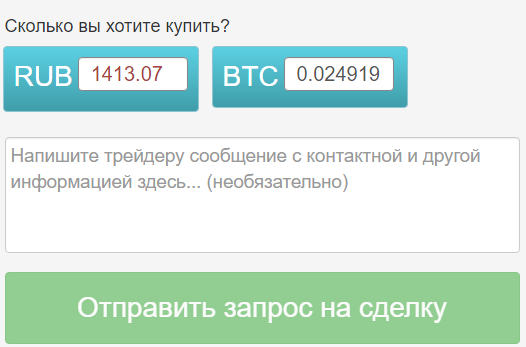 Сколько вы хотите купить?
RUB 1413.07 BTC 0.024919
Напишите трейдеру сообщение с контактной и другой
информацией здесь... (необязательно)
Отправить запрос на сделку